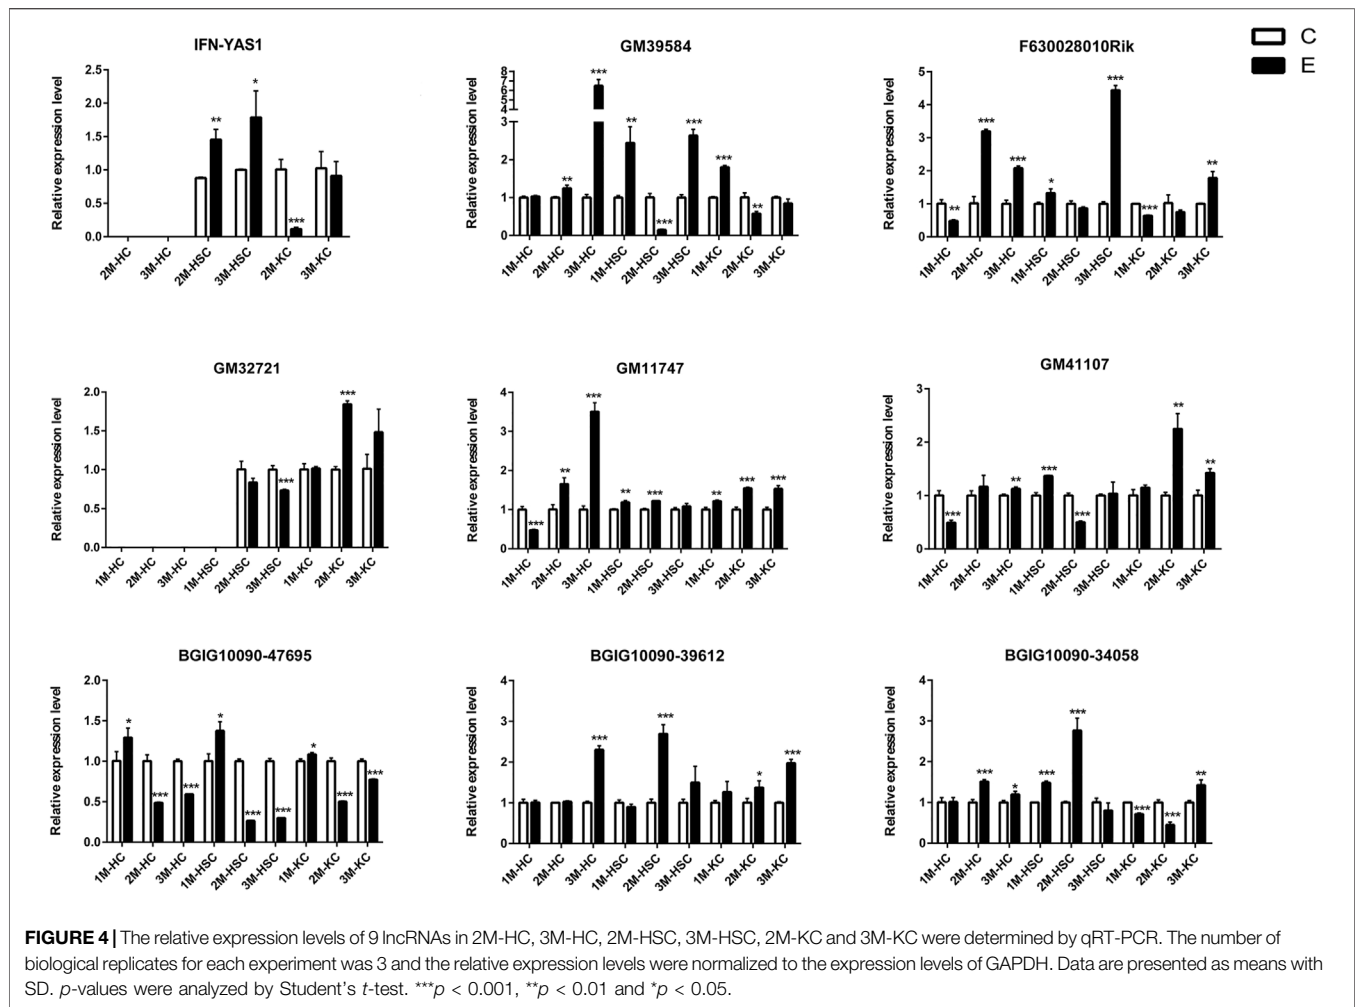 IFN-YAS1
Relative expression level
2.5
2.0
1.5
1.0
0.5
0.0
** * ***
2M-HC 3M-HC 2M-HSC 3M-HSC 2M-KC 3M-KC
GM39584
Relative expression level
8
7
6
5
4
3
2
1
0
** *** ** *** *** *** **
1M-HC 2M-HC 3M-HC 1M-HSC 2M-HSC 3M-HSC 1M-KC 2M-KC 3M-KC
F630028010Rik
Relative expression level
5
4
3
2
1
0
** *** *** * *** *** **
1M-HC 2M-HC 3M-HC 1M-HSC 2M-HSC 3M-HSC 1M-KC 2M-KC 3M-KC
C
E
GM32721
Relative expression level
2.0
1.5
1.0
0.5
0.0
*** ***
1M-HC 2M-HC 3M-HC 1M-HSC 2M-HSC 3M-HSC 1M-KC 2M-KC 3M-KC
GM11747
Relative expression level
4
3
2
1
0
*** ** *** ** *** ** *** ***
1M-HC 2M-HC 3M-HC 1M-HSC 2M-HSC 3M-HSC 1M-KC 2M-KC 3M-KC
GM41107
Relative expression level
3
2
1
0
*** ** *** *** ** **
1M-HC 2M-HC 3M-HC 1M-HSC 2M-HSC 3M-HSC 1M-KC 2M-KC 3M-KC
BGIG10090-47695
Relative expression level
2.0
1.5
1.0
0.5
0.0
* *** *** * *** *** * *** ***
1M-HC 2M-HC 3M-HC 1M-HSC 2M-HSC 3M-HSC 1M-KC 2M-KC 3M-KC
BGIG10090-39612
Relative expression level
4
3
2
1
0
*** *** * ***
1M-HC 2M-HC 3M-HC 1M-HSC 2M-HSC 3M-HSC 1M-KC 2M-KC 3M-KC
BGIG10090-34058
Relative expression level
4
3
2
1
0
*** * *** *** *** *** **
1M-HC 2M-HC 3M-HC 1M-HSC 2M-HSC 3M-HSC 1M-KC 2M-KC 3M-KC
FIGURE 4 | The relative expression levels of 9 lncRNAs in 2M-HC, 3M-HC, 2M-HSC, 3M-HSC, 2M-KC and 3M-KC were determined by qRT-PCR. The number of
biological replicates for each experiment was 3 and the relative expression levels were normalized to the expression levels of GAPDH. Data are presented as means with
SD. p-values were analyzed by Student's t-test. ***p < 0.001, **p < 0.01 and *p < 0.05.